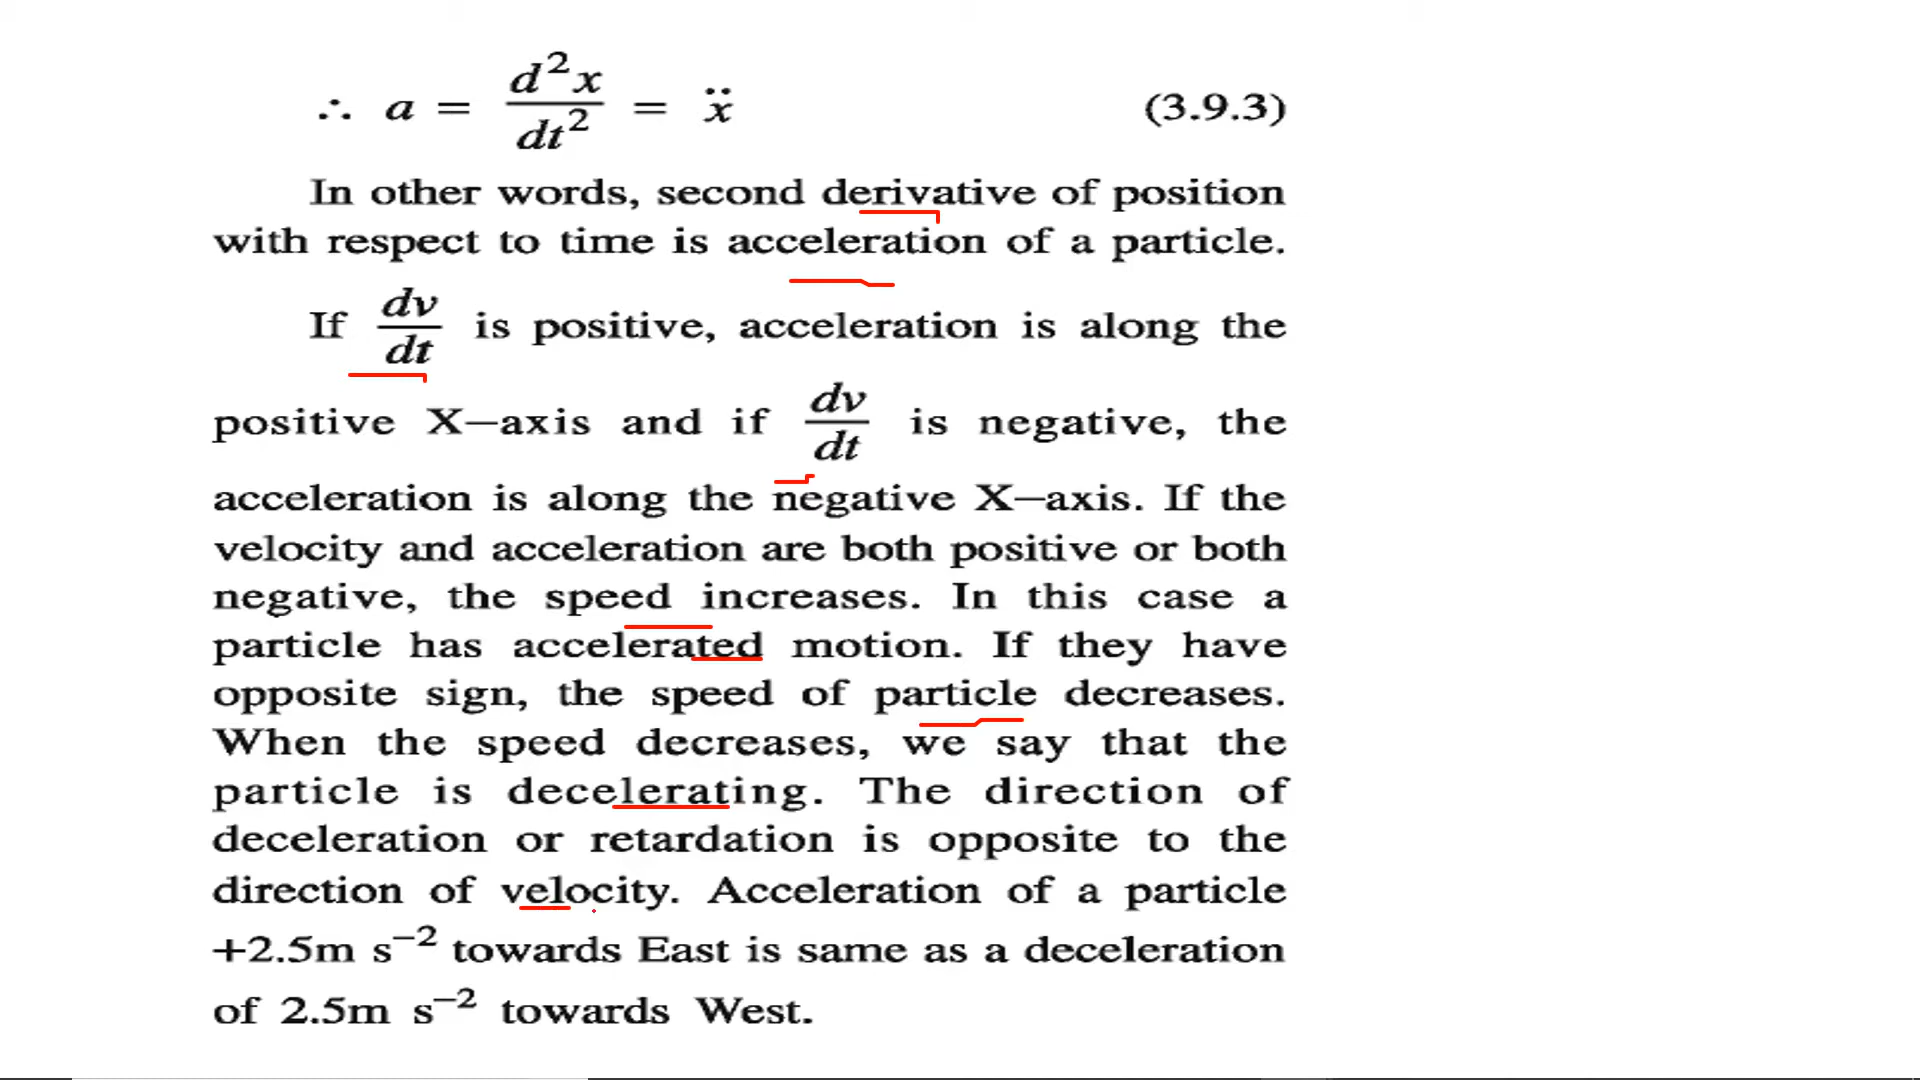 ∴ a = d²x/dt² = ẍ (3.9.3)
In other words, second derivative of position
with respect to time is acceleration of a particle.
If dv/dt is positive, acceleration is along the
positive X–axis and if dv/dt is negative, the
acceleration is along the negative X–axis. If the
velocity and acceleration are both positive or both
negative, the speed increases. In this case a
particle has accelerated motion. If they have
opposite sign, the speed of particle decreases.
When the speed decreases, we say that the
particle is decelerating. The direction of
deceleration or retardation is opposite to the
direction of velocity. Acceleration of a particle
+2.5m s⁻² towards East is same as a deceleration
of 2.5m s⁻² towards West.